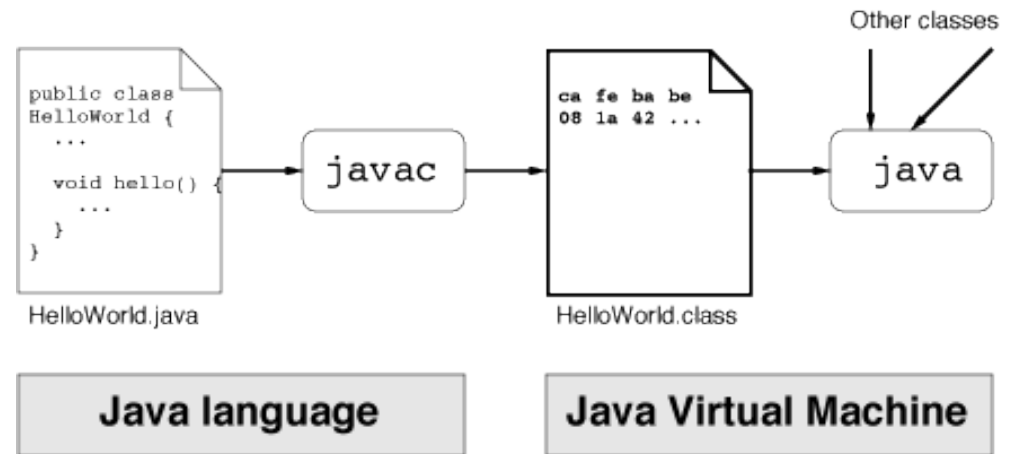 Other classes
public class
HelloWorld {
...
void hello() {
...
}
}
javac
ca fe ba be
08 1a 42 ...
java
HelloWorld.java
HelloWorld.class
Java language
Java Virtual Machine